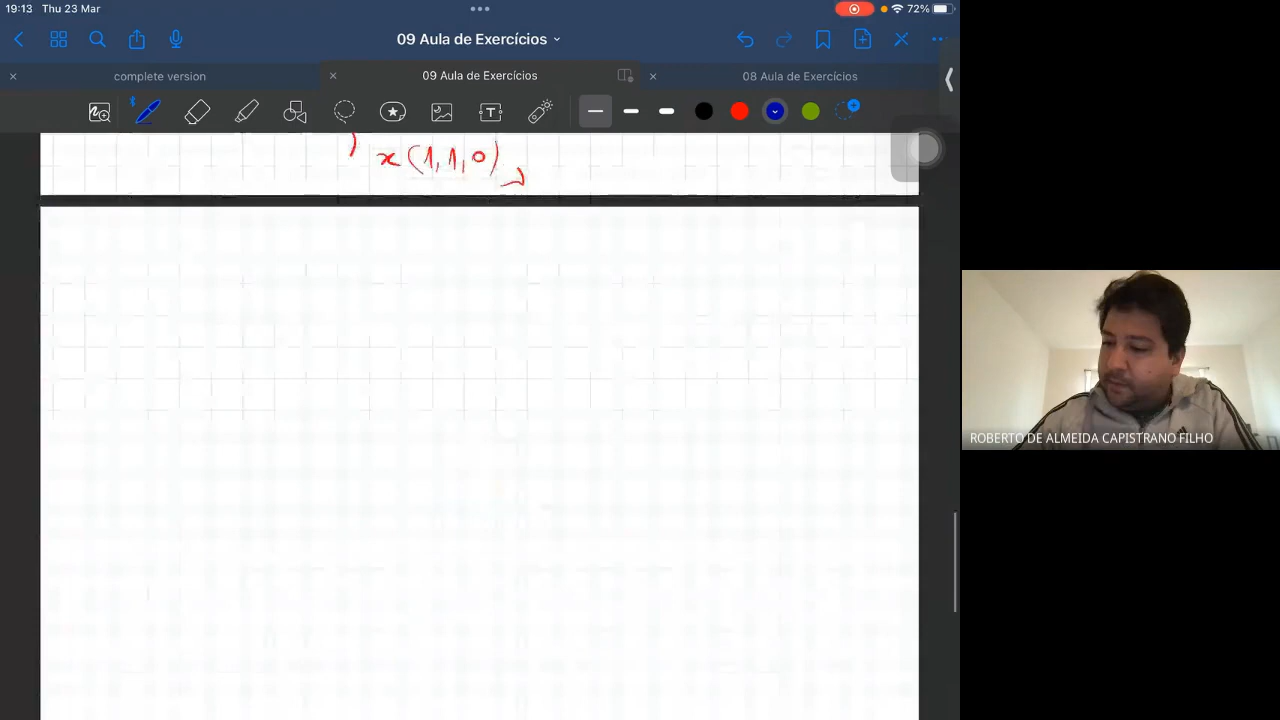 19:13 Thu 23 Mar
72%
09 Aula de Exercícios
complete version
09 Aula de Exercícios
08 Aula de Exercícios
x(1,1,0)
ROBERTO DE ALMEIDA CAPISTRANO FILHO